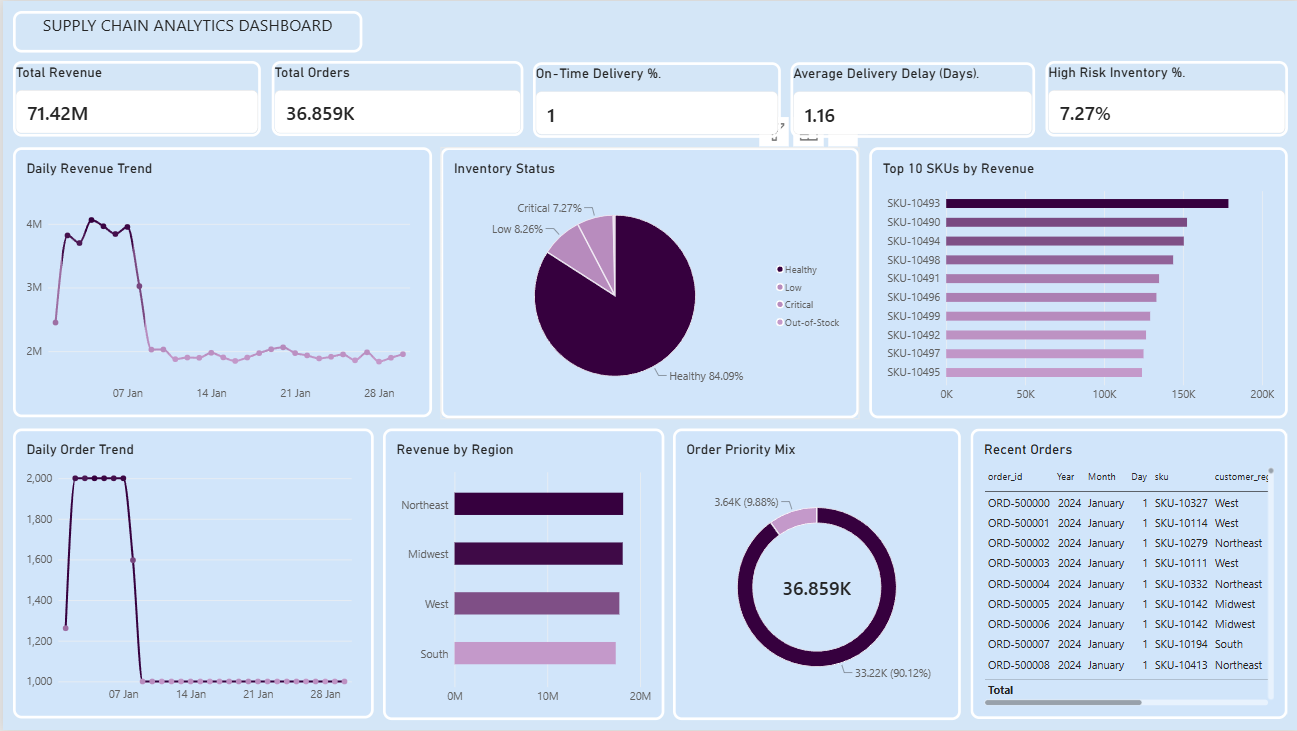 SUPPLY CHAIN ANALYTICS DASHBOARD
Total Revenue
71.42M
Total Orders
36.859K
On-Time Delivery %.
1
Average Delivery Delay (Days).
1.16
High Risk Inventory %.
7.27%
Daily Revenue Trend
4M
3M
2M
07 Jan 14 Jan 21 Jan 28 Jan
Inventory Status
Critical 7.27%
Low 8.26%
Healthy 84.09%
Healthy
Low
Critical
Out-of-Stock
Top 10 SKUs by Revenue
SKU-10493
SKU-10490
SKU-10494
SKU-10498
SKU-10491
SKU-10496
SKU-10499
SKU-10492
SKU-10497
SKU-10495
0K 50K 100K 150K 200K
Daily Order Trend
2,000
1,800
1,600
1,400
1,200
1,000
07 Jan 14 Jan 21 Jan 28 Jan
Revenue by Region
Northeast
Midwest
West
South
0M 10M 20M
Order Priority Mix
3.64K (9.88%)
36.859K
33.22K (90.12%)
Recent Orders
order_id Year Month Day sku customer_reg
ORD-500000 2024 January 1 SKU-10327 West
ORD-500001 2024 January 1 SKU-10114 West
ORD-500002 2024 January 1 SKU-10279 Northeast
ORD-500003 2024 January 1 SKU-10111 West
ORD-500004 2024 January 1 SKU-10332 Northeast
ORD-500005 2024 January 1 SKU-10142 Midwest
ORD-500006 2024 January 1 SKU-10142 Midwest
ORD-500007 2024 January 1 SKU-10194 South
ORD-500008 2024 January 1 SKU-10413 Northeast
Total